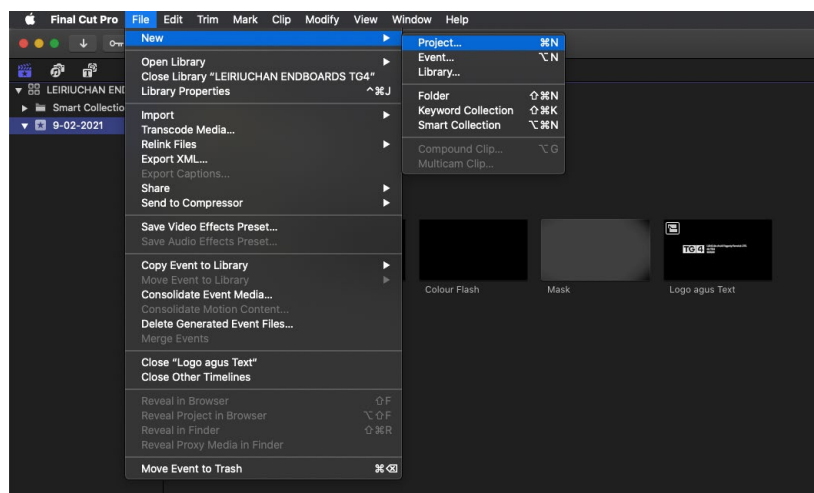 Final Cut Pro File Edit Trim Mark Clip Modify View Window Help
New ▶
Open Library ▶
Close Library “LEIRIUCHAN ENDBOARDS TG4”
Library Properties ^⌘J
Import ▶
Transcode Media...
Relink Files ▶
Export XML...
Export Captions...
Share ▶
Send to Compressor ▶
Save Video Effects Preset...
Save Audio Effects Preset...
Copy Event to Library ▶
Move Event to Library ▶
Consolidate Event Media...
Consolidate Motion Content...
Delete Generated Event Files...
Merge Events
Close “Logo agus Text”
Close Other Timelines
Reveal in Browser ⇧F
Reveal Project in Browser ⌥⇧F
Reveal in Finder ⇧⌘R
Reveal Proxy Media in Finder
Move Event to Trash ⌘⌫
Project... ⌘N
Event... ⌥N
Library...
Folder ⇧⌘N
Keyword Collection ⇧⌘K
Smart Collection ⌥⌘N
Compound Clip... ⌥G
Multicam Clip...
LEIRIUCHAN END
Smart Collectio
9-02-2021
TG4
Colour Flash
Mask
Logo agus Text